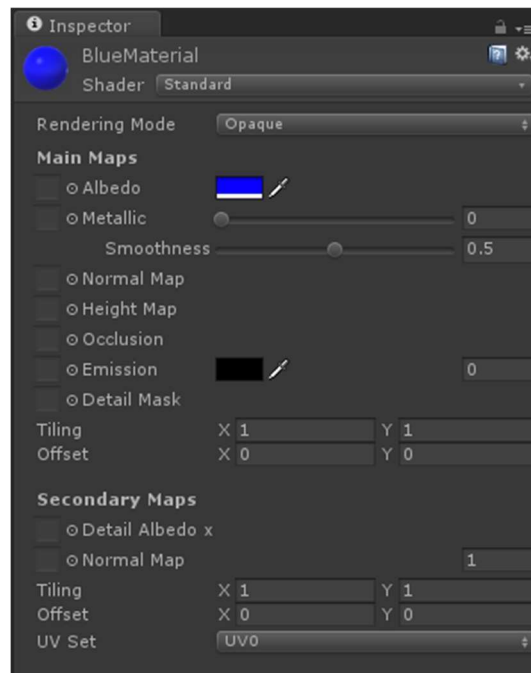 Inspector
BlueMaterial
Shader Standard
Rendering Mode Opaque
Main Maps
Albedo
Metallic 0
Smoothness 0.5
Normal Map
Height Map
Occlusion
Emission 0
Detail Mask
Tiling X 1 Y 1
Offset X 0 Y 0
Secondary Maps
Detail Albedo x
Normal Map 1
Tiling X 1 Y 1
Offset X 0 Y 0
UV Set UV0